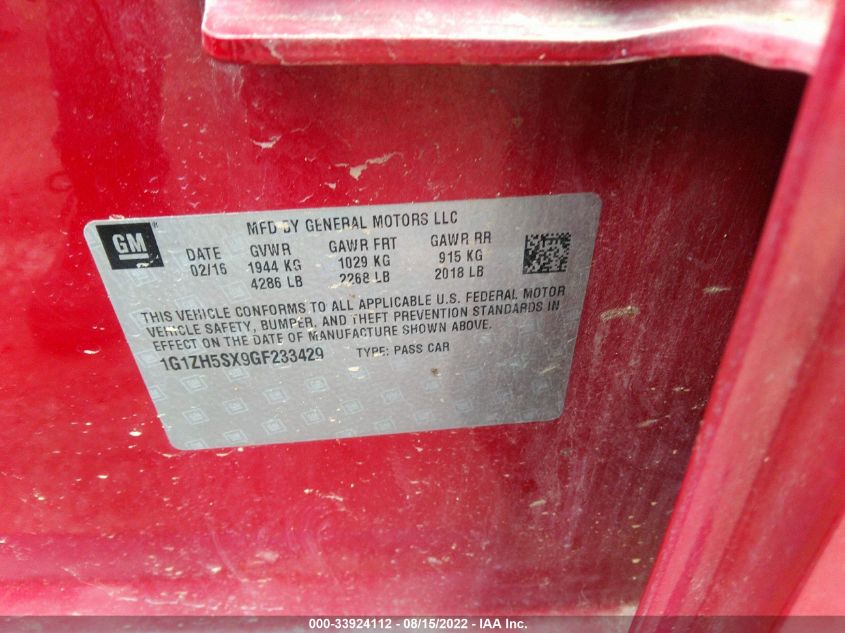 GM
MFD BY GENERAL MOTORS LLC
DATE GVWR GAWR FRT GAWR RR
02/16 1944 KG 1029 KG 915 KG
4286 LB 2268 LB 2018 LB
THIS VEHICLE CONFORMS TO ALL APPLICABLE U.S. FEDERAL MOTOR
VEHICLE SAFETY, BUMPER, AND THEFT PREVENTION STANDARDS IN
EFFECT ON THE DATE OF MANUFACTURE SHOWN ABOVE.
1G1ZH5SX9GF233429 TYPE: PASS CAR
000-33924112 - 08/15/2022 - IAA Inc.